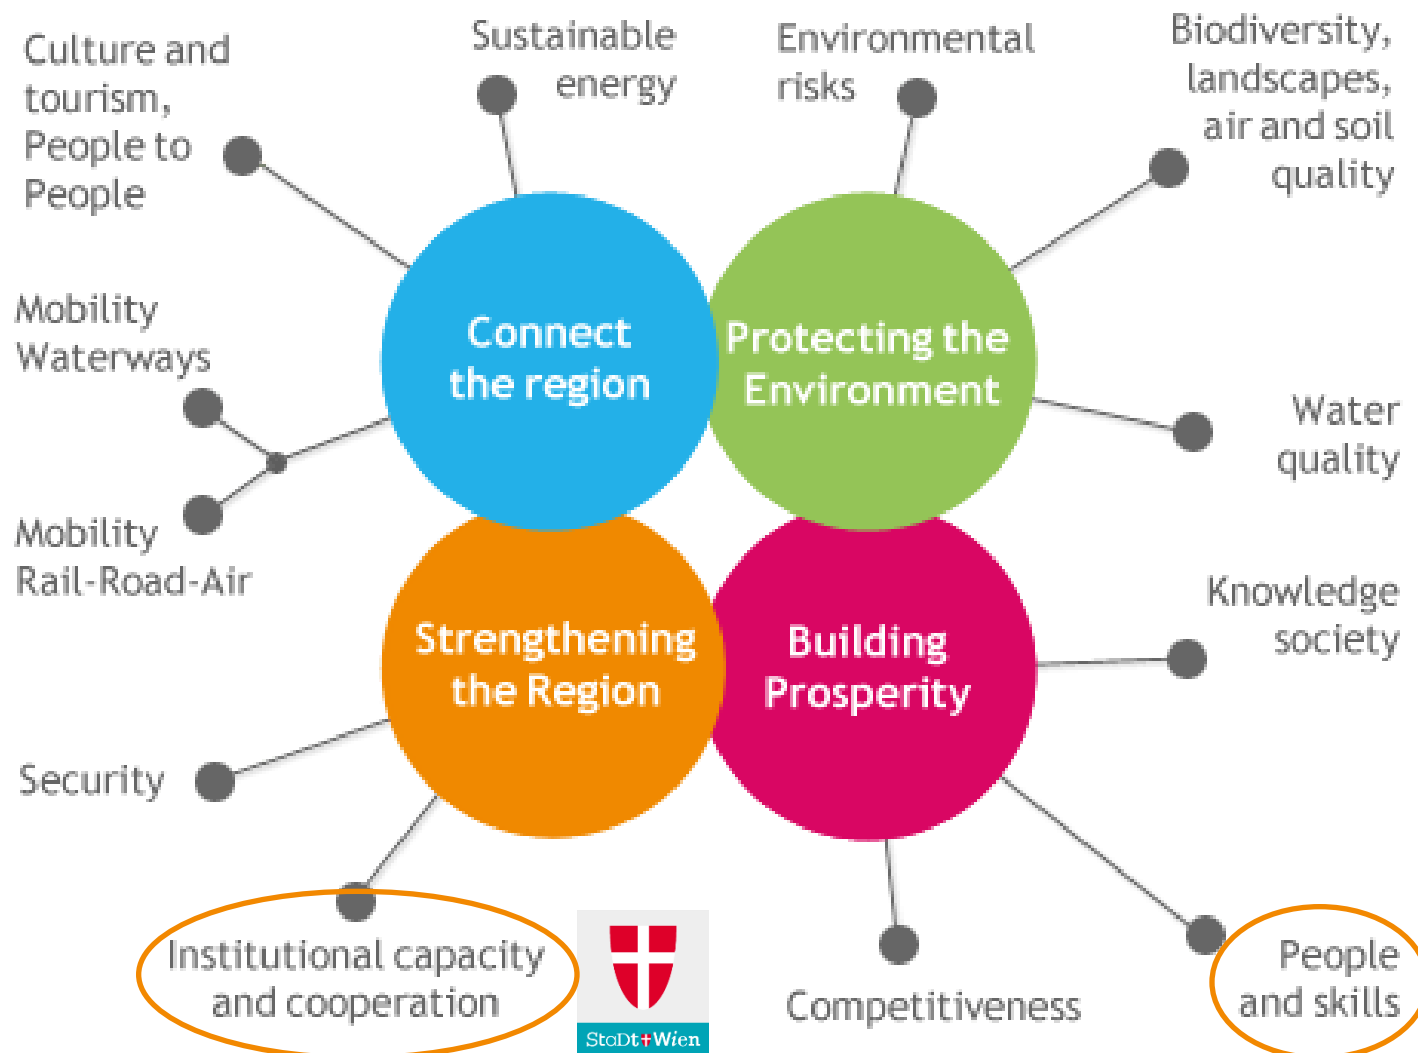 Culture and
tourism,
People to
People
Sustainable
energy
Environmental
risks
Biodiversity,
landscapes,
air and soil
quality
Mobility
Waterways
Connect
the region
Protecting the
Environment
Water
quality
Mobility
Rail-Road-Air
Strengthening
the Region
Building
Prosperity
Knowledge
society
Security
Institutional capacity
and cooperation
StaDt Wien
Competitiveness
People
and skills